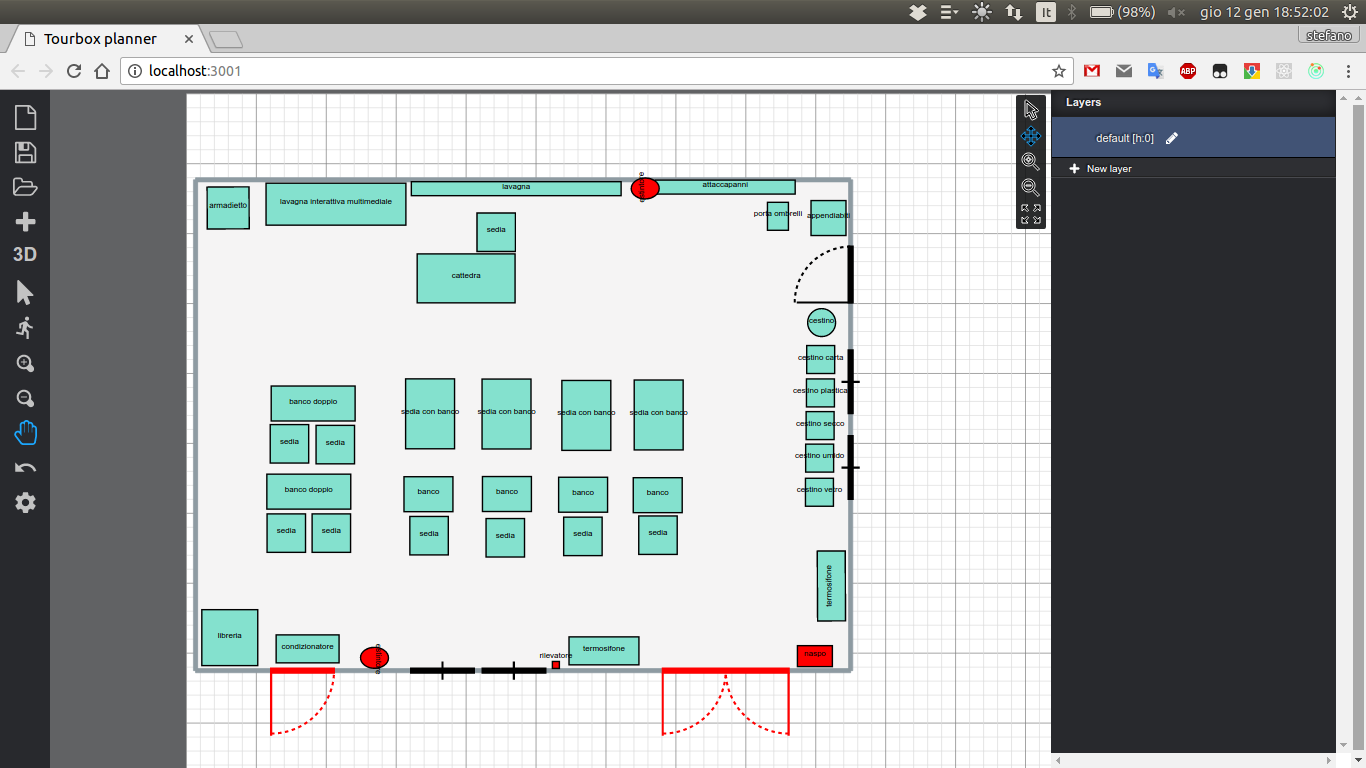 It
(98%)
gio 12 gen 18:52:02
Tourbox planner
stefano
localhost:3001
ABP
3D
Layers
default [h:0]
New layer
armadietto
lavagna interattiva multimediale
lavagna
estintore
attaccapanni
porta ombrelli
appendiabiti
sedia
cattedra
cestino
cestino carta
cestino plastica
cestino secco
cestino umido
cestino vetro
banco doppio
sedia
sedia
sedia con banco
sedia con banco
sedia con banco
sedia con banco
banco doppio
sedia
sedia
banco
banco
banco
banco
sedia
sedia
sedia
sedia
termosifone
libreria
condizionatore
rilevatore
termosifone
naspo